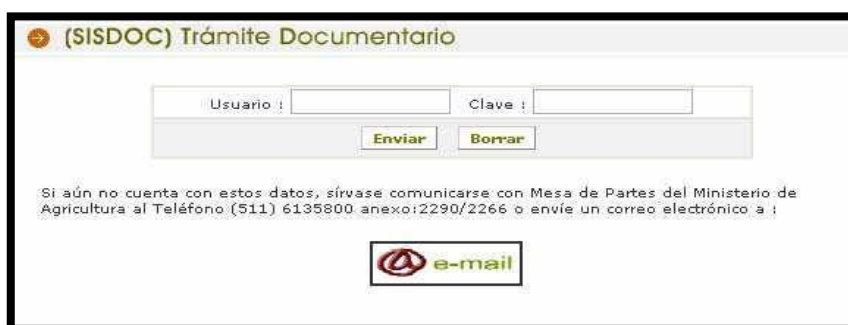 (SISDOC) Trámite Documentario
Usuario : Clave :
Enviar Borrar
Si aún no cuenta con estos datos, sírvase comunicarse con Mesa de Partes del Ministerio de
Agricultura al Teléfono (511) 6135800 anexo:2290/2266 o envíe un correo electrónico a :
@ e-mail